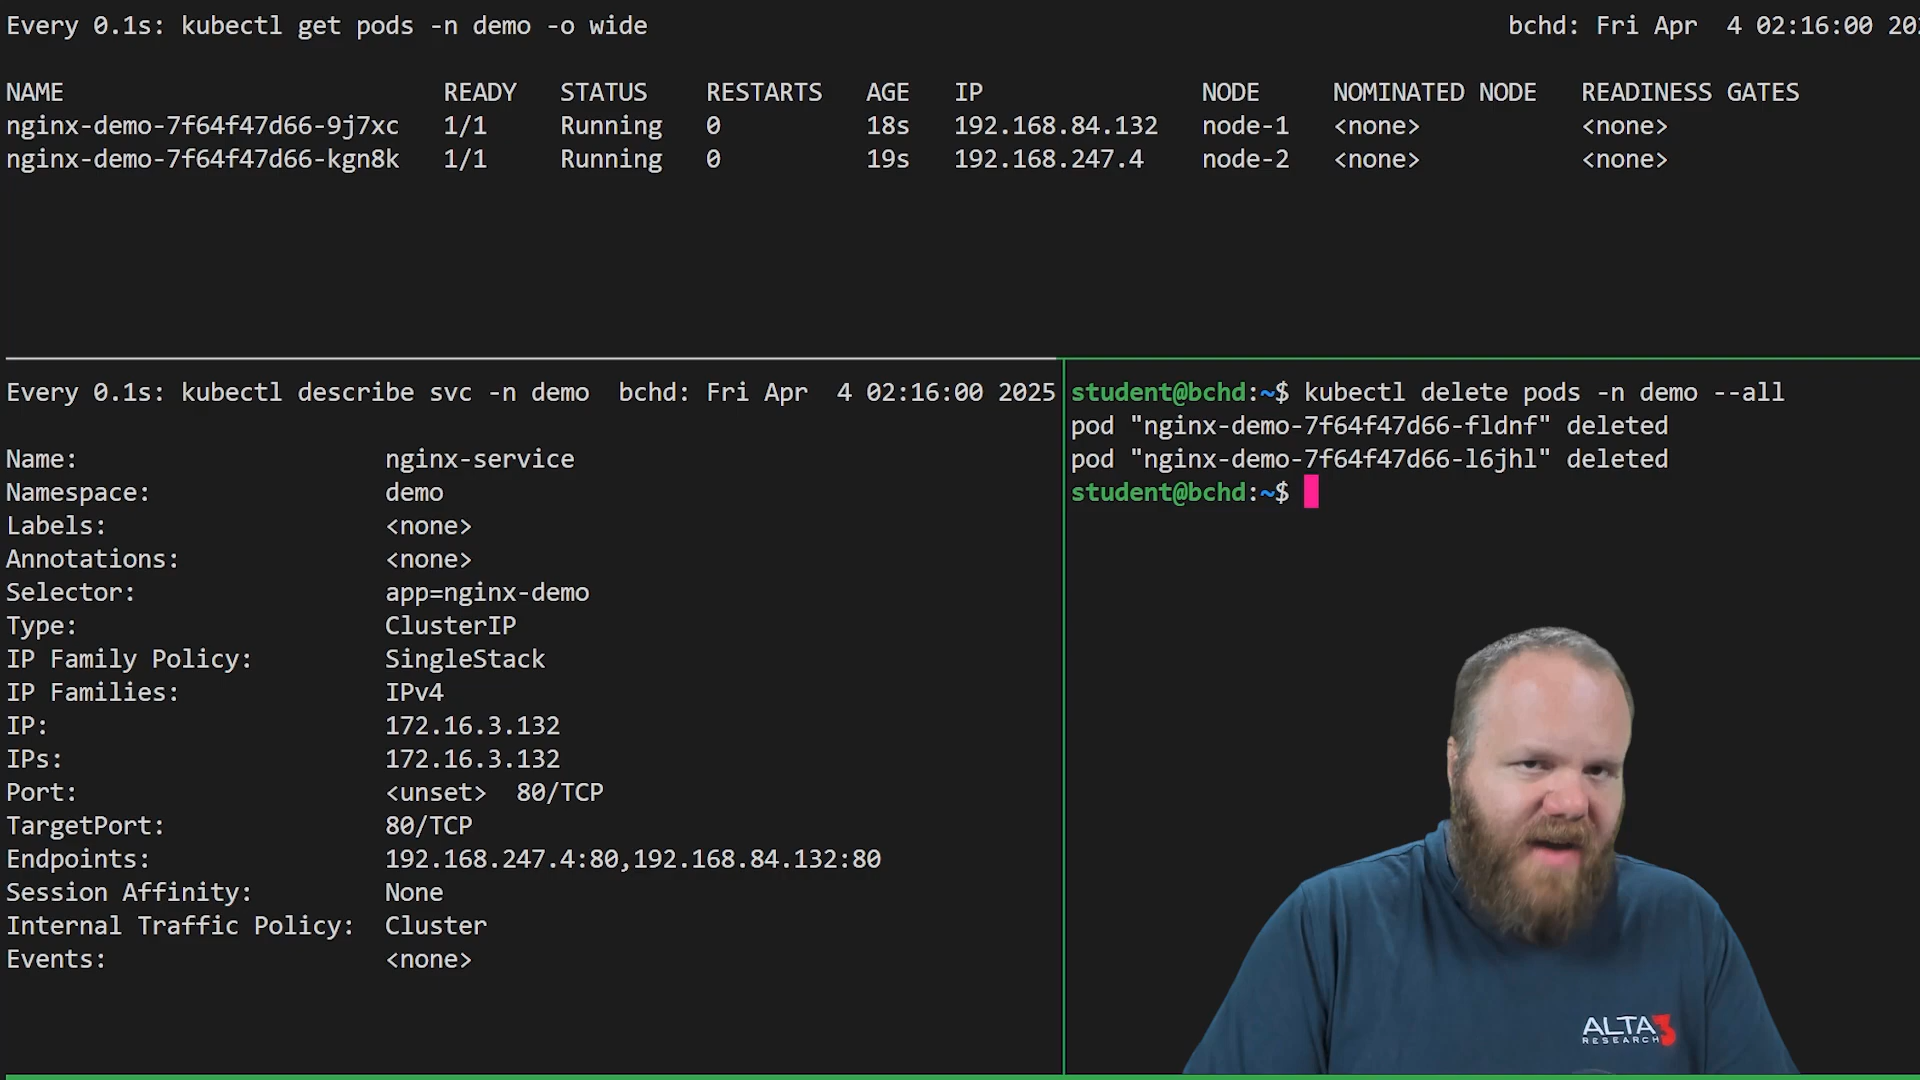 Every 0.1s: kubectl get pods -n demo -o wide bchd: Fri Apr 4 02:16:00 202
NAME READY STATUS RESTARTS AGE IP NODE NOMINATED NODE READINESS GATES
nginx-demo-7f64f47d66-9j7xc 1/1 Running 0 18s 192.168.84.132 node-1 <none> <none>
nginx-demo-7f64f47d66-kgn8k 1/1 Running 0 19s 192.168.247.4 node-2 <none> <none>
Every 0.1s: kubectl describe svc -n demo bchd: Fri Apr 4 02:16:00 2025
Name: nginx-service
Namespace: demo
Labels: <none>
Annotations: <none>
Selector: app=nginx-demo
Type: ClusterIP
IP Family Policy: SingleStack
IP Families: IPv4
IP: 172.16.3.132
IPs: 172.16.3.132
Port: <unset> 80/TCP
TargetPort: 80/TCP
Endpoints: 192.168.247.4:80,192.168.84.132:80
Session Affinity: None
Internal Traffic Policy: Cluster
Events: <none>
student@bchd:~$ kubectl delete pods -n demo --all
pod "nginx-demo-7f64f47d66-fldnf" deleted
pod "nginx-demo-7f64f47d66-l6jhl" deleted
student@bchd:~$
ALTA3
RESEARCH